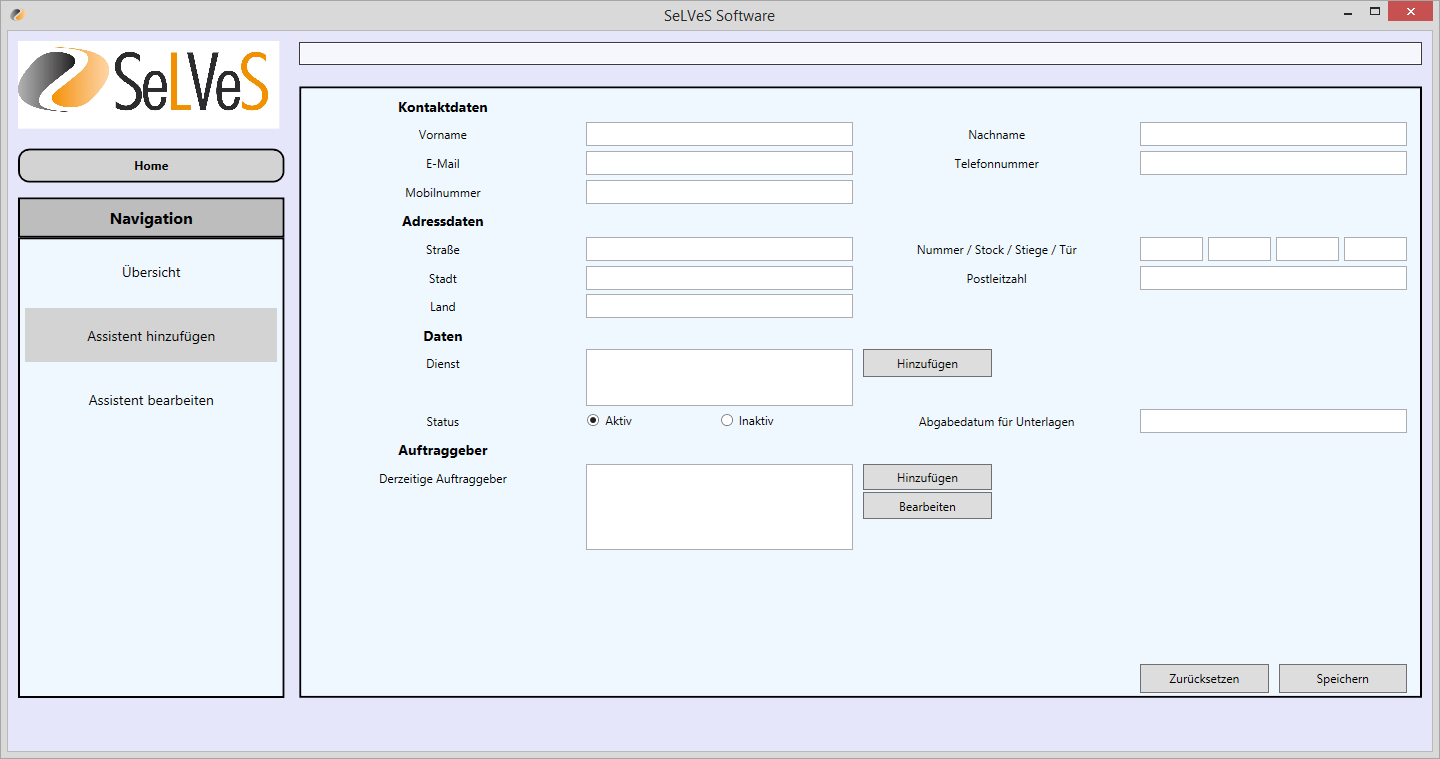 SeLVeS Software
SeLVeS
Home
Navigation
Übersicht
Assistent hinzufügen
Assistent bearbeiten
Kontaktdaten
Vorname Nachname
E-Mail Telefonnummer
Mobilnummer
Adressdaten
Straße Nummer / Stock / Stiege / Tür
Stadt Postleitzahl
Land
Daten
Dienst Hinzufügen
Status Aktiv Inaktiv Abgabedatum für Unterlagen
Auftraggeber
Derzeitige Auftraggeber Hinzufügen
Bearbeiten
Zurücksetzen Speichern